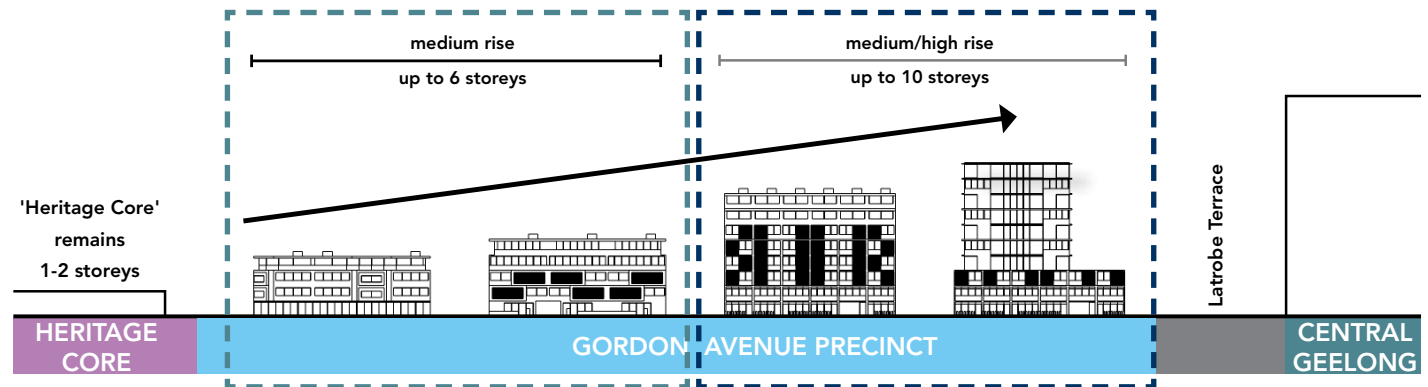 medium rise
up to 6 storeys
medium/high rise
up to 10 storeys
'Heritage Core'
remains
1-2 storeys
Latrobe Terrace
HERITAGE
CORE
GORDON AVENUE PRECINCT
CENTRAL
GEELONG